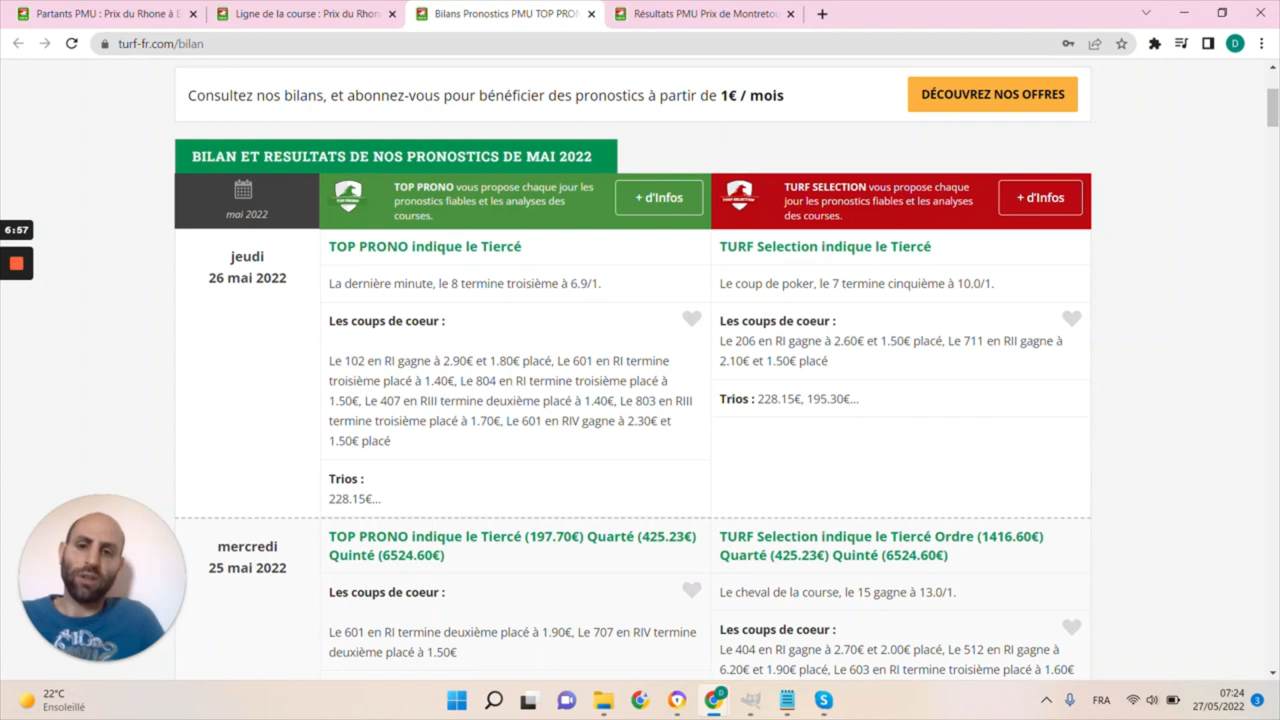 Partants PMU : Prix du Rhone à E
Ligne de la course : Prix du Rhon
Bilans Pronostics PMU TOP PRON
Résultats PMU Prix de Montretou
turf-fr.com/bilan
D
Consultez nos bilans, et abonnez-vous pour bénéficier des pronostics à partir de 1€ / mois
DÉCOUVREZ NOS OFFRES
BILAN ET RESULTATS DE NOS PRONOSTICS DE MAI 2022
mai 2022
TOP PRONO
TOP PRONO vous propose chaque jour les
pronostics fiables et les analyses des
courses.
+ d'Infos
TURF SELECTION
TURF SELECTION vous propose chaque
jour les pronostics fiables et les analyses
des courses.
+ d'Infos
6:57
jeudi
26 mai 2022
TOP PRONO indique le Tiercé
La dernière minute, le 8 termine troisième à 6.9/1.
Les coups de coeur :
Le 102 en RI gagne à 2.90€ et 1.80€ placé, Le 601 en RI termine
troisième placé à 1.40€, Le 804 en RI termine troisième placé à
1.50€, Le 407 en RIII termine deuxième placé à 1.40€, Le 803 en RIII
termine troisième placé à 1.70€, Le 601 en RIV gagne à 2.30€ et
1.50€ placé
Trios :
228.15€...
TURF Selection indique le Tiercé
Le coup de poker, le 7 termine cinquième à 10.0/1.
Les coups de coeur :
Le 206 en RI gagne à 2.60€ et 1.50€ placé, Le 711 en RII gagne à
2.10€ et 1.50€ placé
Trios : 228.15€, 195.30€...
mercredi
25 mai 2022
TOP PRONO indique le Tiercé (197.70€) Quarté (425.23€)
Quinté (6524.60€)
Les coups de coeur :
Le 601 en RI termine deuxième placé à 1.90€, Le 707 en RIV termine
deuxième placé à 1.50€
TURF Selection indique le Tiercé Ordre (1416.60€)
Quarté (425.23€) Quinté (6524.60€)
Le cheval de la course, le 15 gagne à 13.0/1.
Les coups de coeur :
Le 404 en RI gagne à 2.70€ et 2.00€ placé, Le 512 en RI gagne à
6.20€ et 1.90€ placé, Le 603 en RI termine troisième placé à 1.60€
22°C
Ensoleillé
D
FRA
07:24
27/05/2022
3